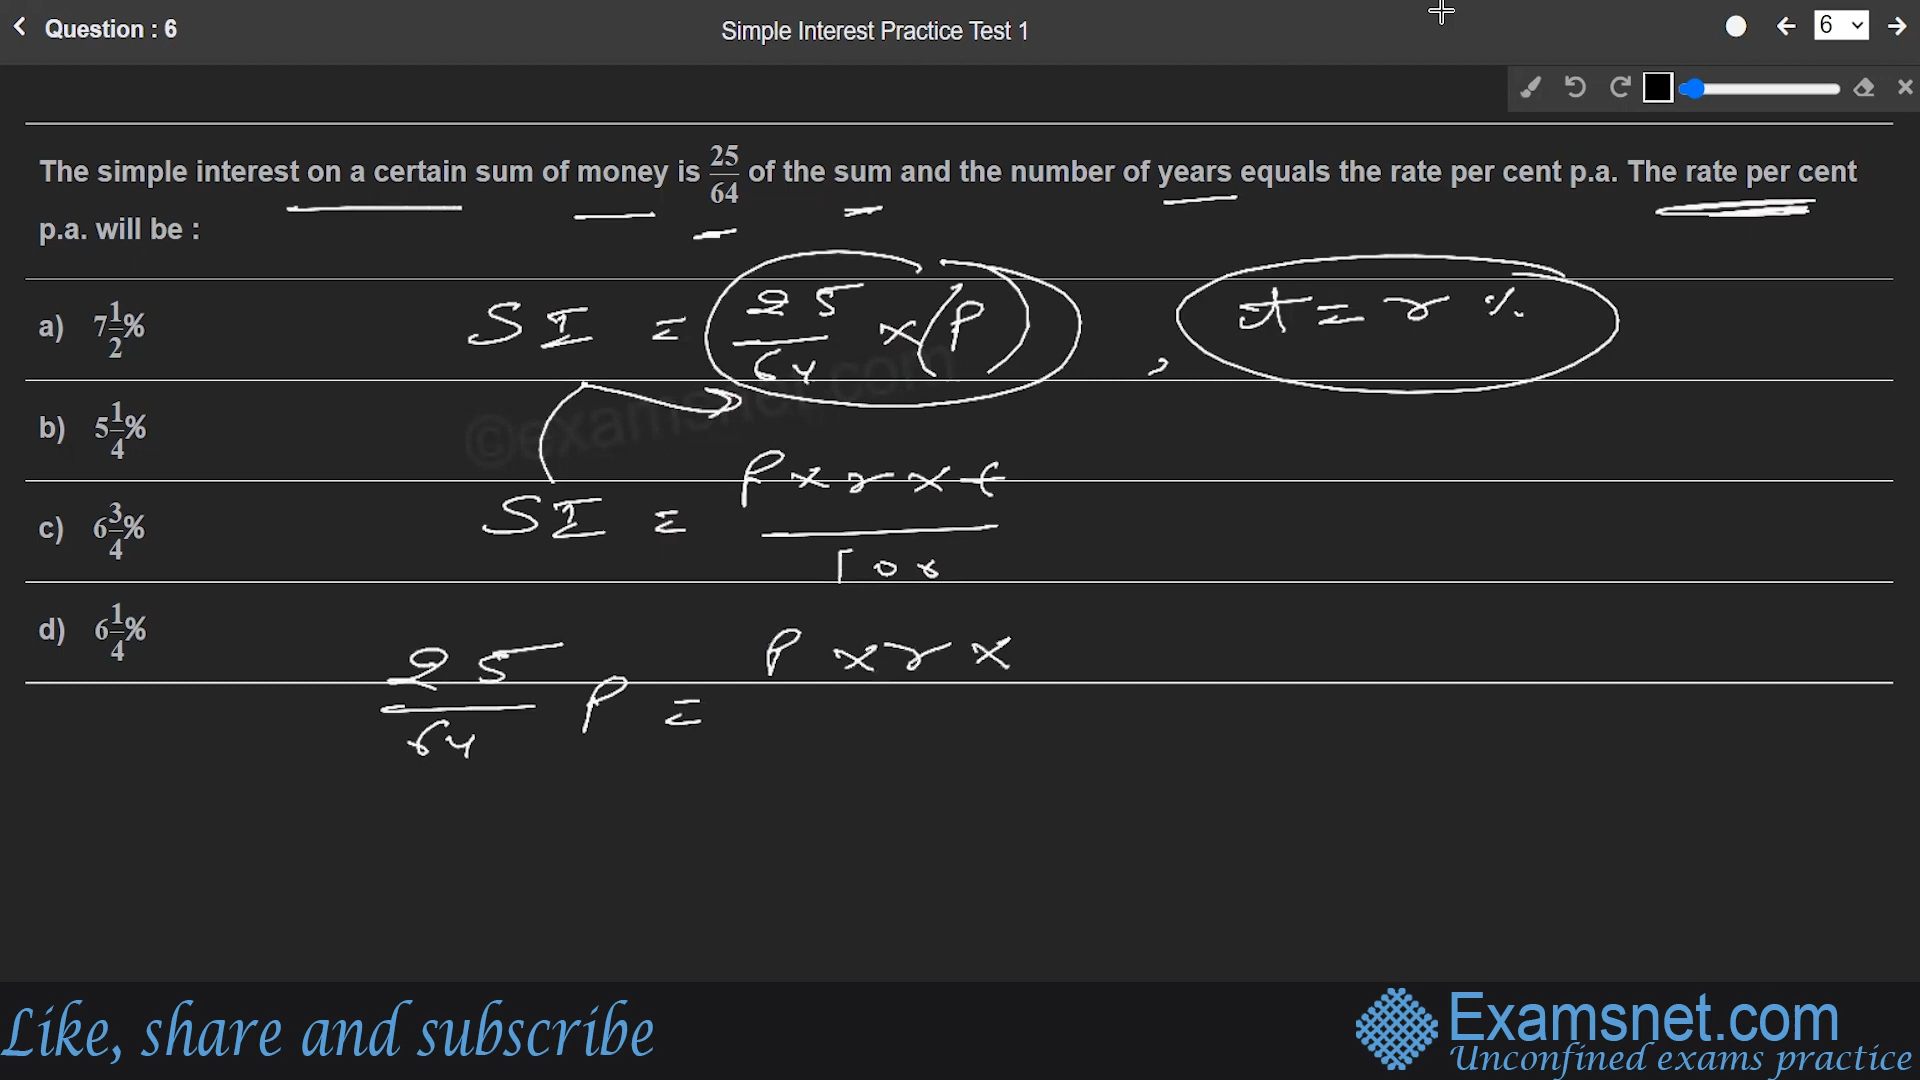 Question : 6
Simple Interest Practice Test 1
6
The simple interest on a certain sum of money is 25/64 of the sum and the number of years equals the rate per cent p.a. The rate per cent
p.a. will be :
a) 7 1/2%
b) 5 1/4%
c) 6 3/4%
d) 6 1/4%
SI = 25/64 × P , t = r %
©examsnet.com
SI = P × r × t / 100
25/64 P = P × r ×
Like, share and subscribe
Examsnet.com
Unconfined exams practice